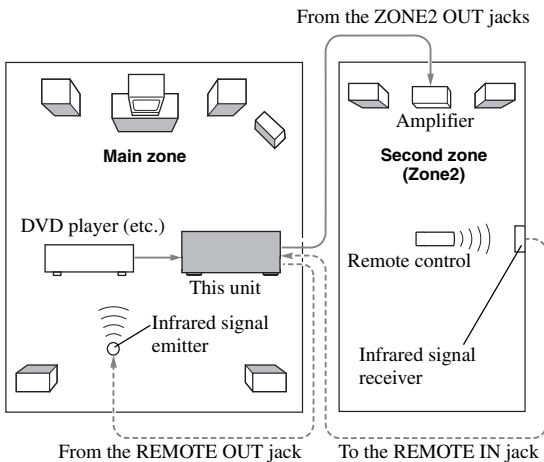 From the ZONE2 OUT jacks
Amplifier
Main zone
Second zone
(Zone2)
DVD player (etc.)
Remote control
This unit
Infrared signal
emitter
Infrared signal
receiver
From the REMOTE OUT jack
To the REMOTE IN jack